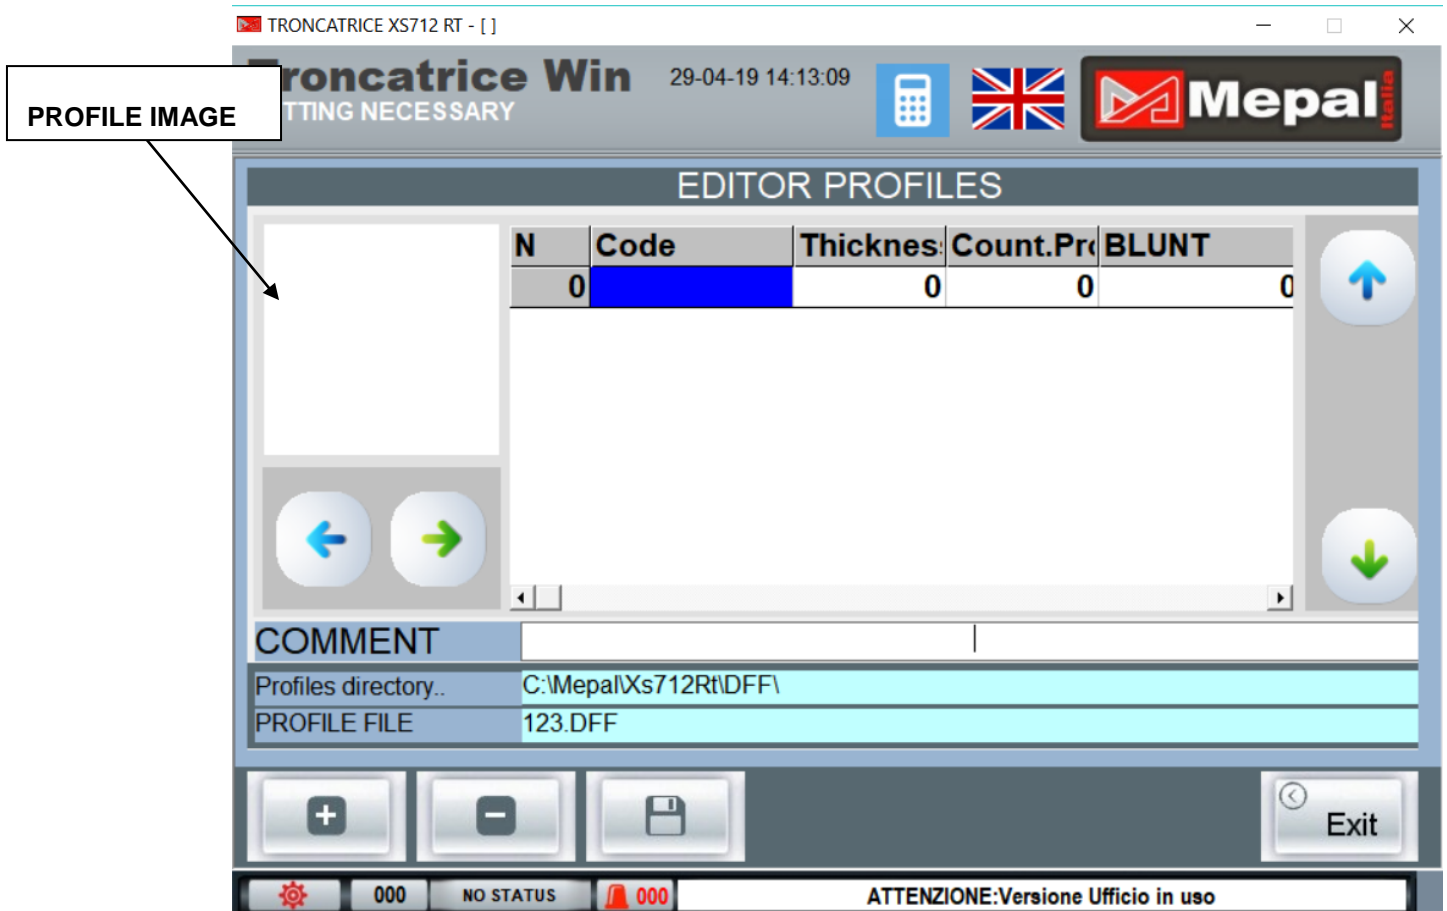 TRONCATRICE XS712 RT - [ ]
roncatrice Win
29-04-19 14:13:09
Mepal
Italia
PROFILE IMAGE
TTING NECESSARY
EDITOR PROFILES
N Code Thicknes Count.Pr BLUNT
0 0 0 0
COMMENT
Profiles directory.. C:\Mepal\Xs712Rt\DFF\
PROFILE FILE 123.DFF
Exit
000 NO STATUS 000 ATTENZIONE:Versione Ufficio in uso